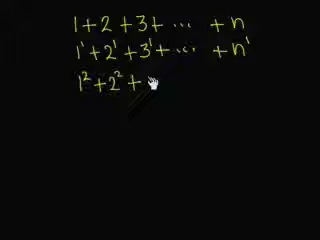 1 + 2 + 3 + ... + n
1¹ + 2¹ + 3¹ + ... + n¹
1² + 2² +